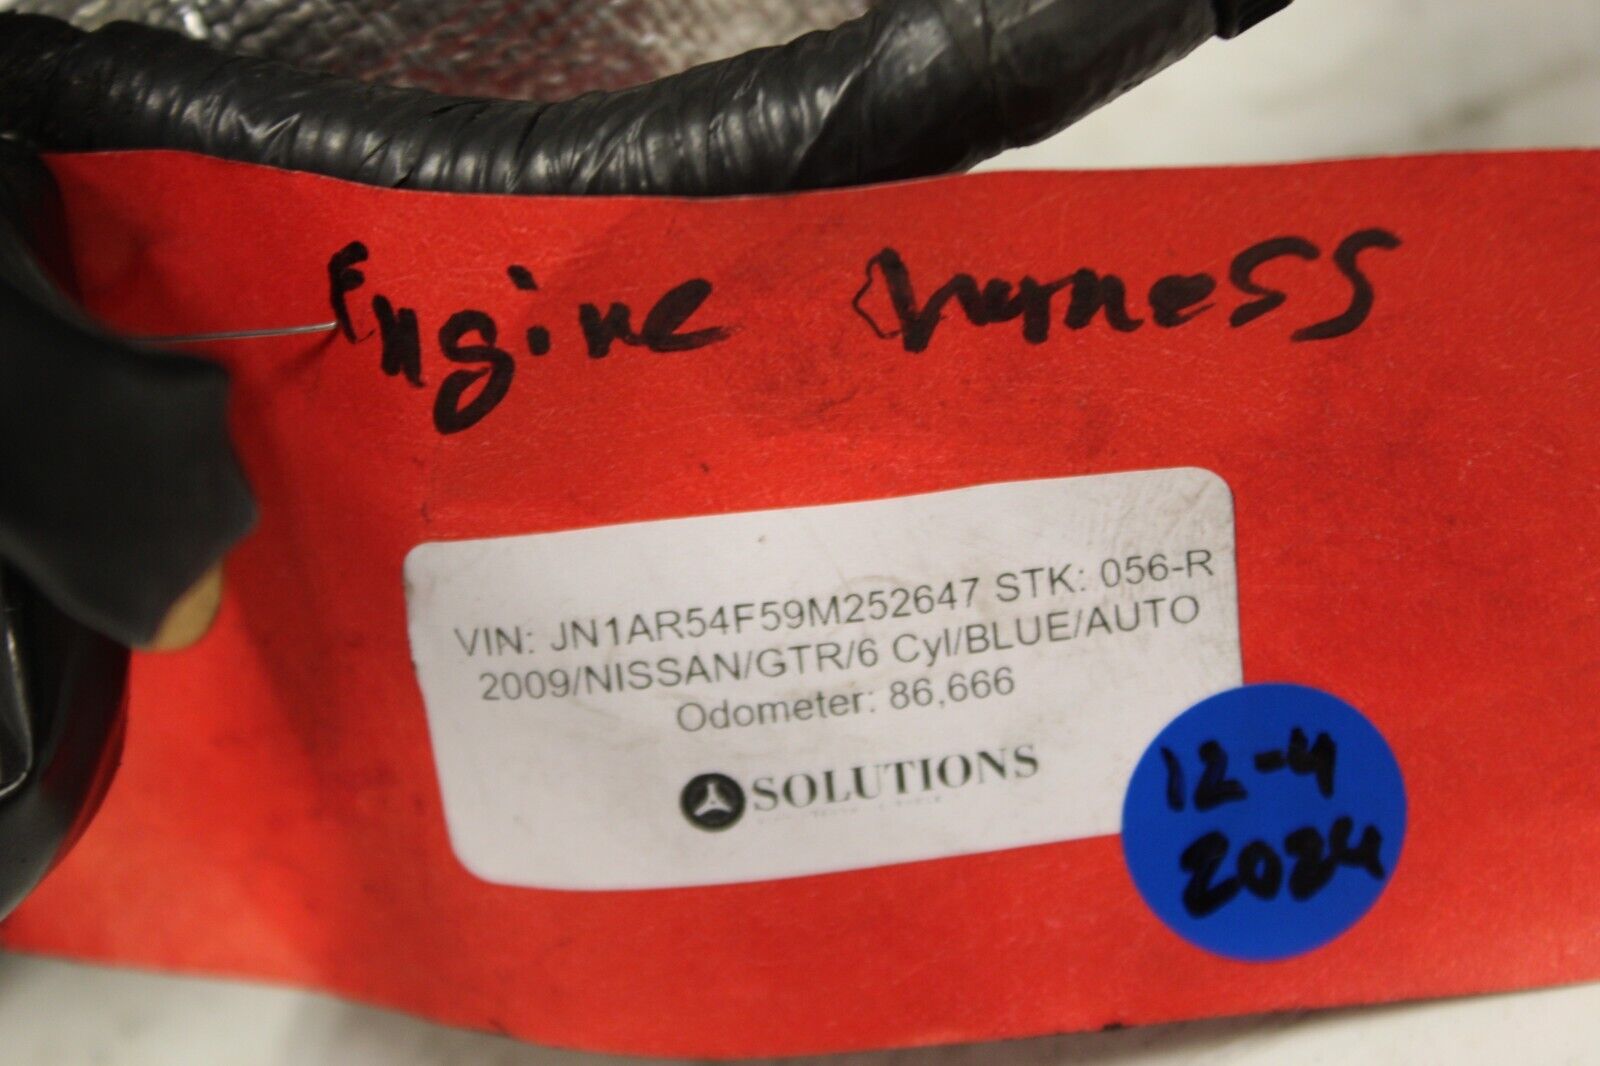 Engine harness
VIN: JN1AR54F59M252647 STK: 056-R
2009/NISSAN/GTR/6 Cyl/BLUE/AUTO
Odometer: 86,666
SOLUTIONS
12-4
2024